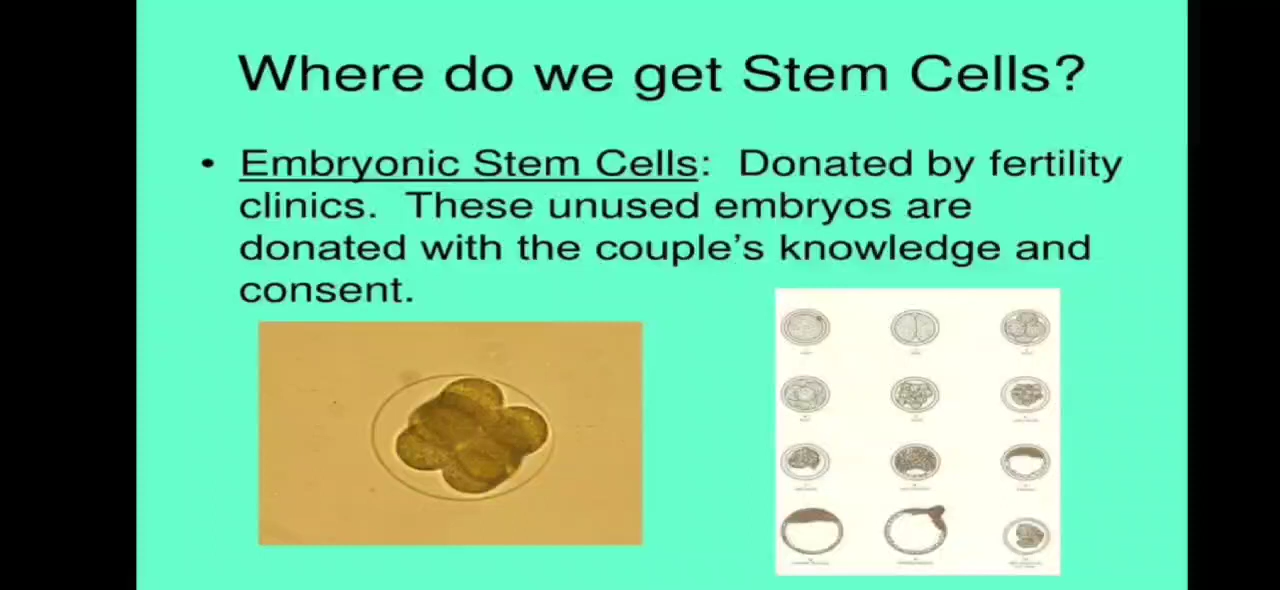 Where do we get Stem Cells?
• Embryonic Stem Cells:  Donated by fertility
clinics.  These unused embryos are
donated with the couple’s knowledge and
consent.